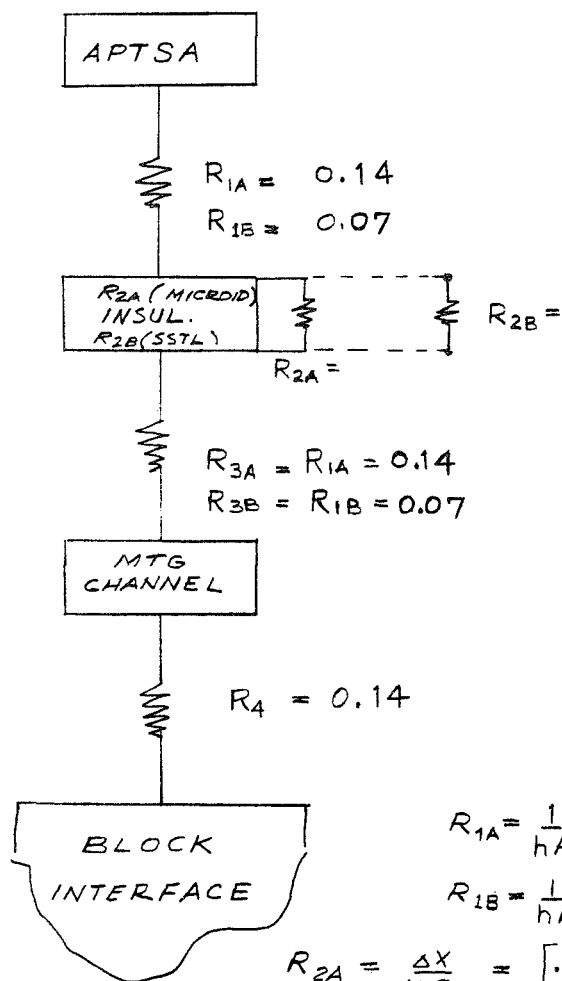 APTSA
R1A = 0.14
R1B = 0.07
R2A (MICROID)
INSUL.
R2B (SSTL)
R2B =
R2A =
R3A = R1A = 0.14
R3B = R1B = 0.07
MTG
CHANNEL
R4 = 0.14
BLOCK
INTERFACE
R1A = 1
h
R1B = 1
h
R2A = ΔX = [.